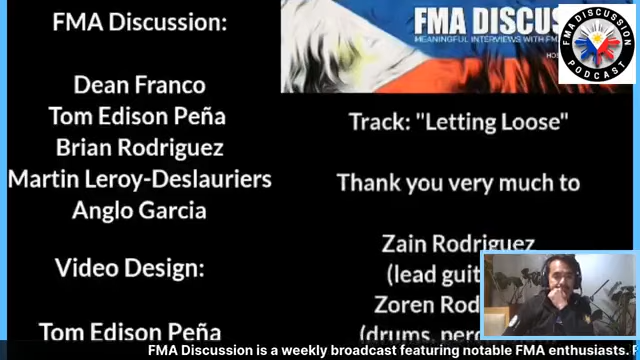 FMA Discussion:
Dean Franco
Tom Edison Peña
Brian Rodriguez
Martin Leroy-Deslauriers
Anglo Garcia
Video Design:
Tom Edison Peña
FMA DISCUS
MEANINGFUL INTERVIEWS WITH FM
FMA DISCUSSION
PODCAST
Track: "Letting Loose"
Thank you very much to
Zain Rodriguez
(lead guit
Zoren Rod
(drums, perc
FMA Discussion is a weekly broadcast featuring notable FMA enthusiasts.